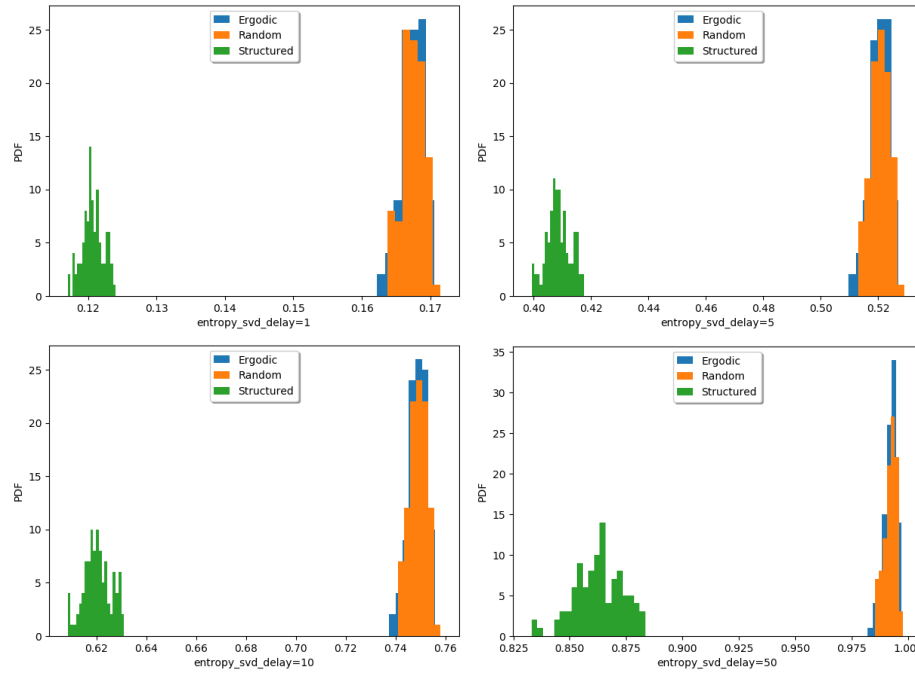 Ergodic
Random
Structured
PDF
25
20
15
10
5
0
0.12 0.13 0.14 0.15 0.16 0.17
entropy_svd_delay=1
Ergodic
Random
Structured
PDF
25
20
15
10
5
0
0.40 0.42 0.44 0.46 0.48 0.50 0.52
entropy_svd_delay=5
Ergodic
Random
Structured
PDF
25
20
15
10
5
0
0.62 0.64 0.66 0.68 0.70 0.72 0.74 0.76
entropy_svd_delay=10
Ergodic
Random
Structured
PDF
35
30
25
20
15
10
5
0
0.825 0.850 0.875 0.900 0.925 0.950 0.975 1.00
entropy_svd_delay=50